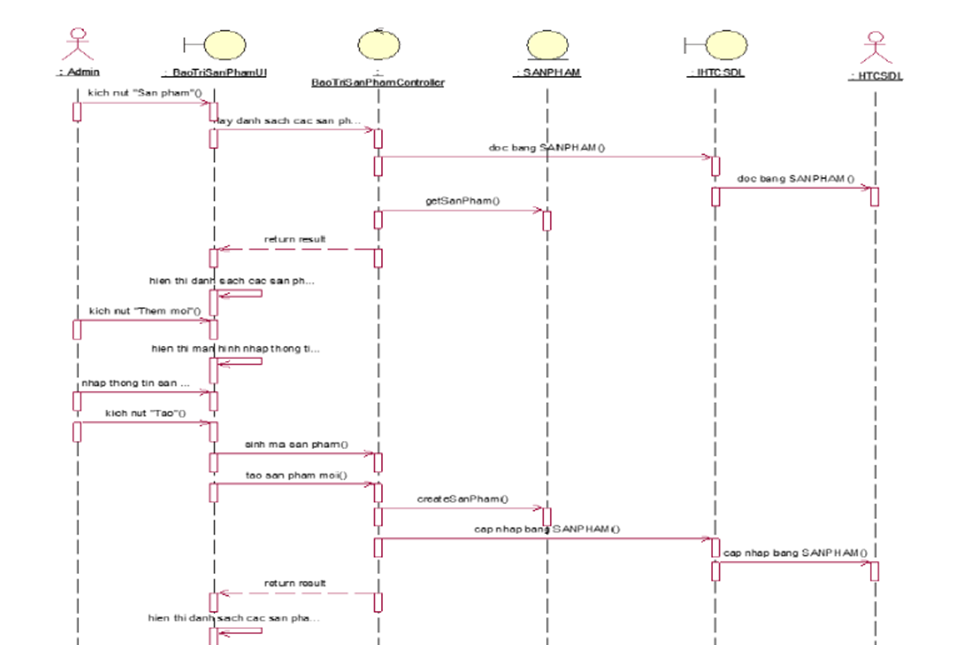 : Admin
: BaoTriSanPhamUI
:
BaoTriSanPhamController
: SANPHAM
: IHTCSDL
: HTCSDL
kich nut "San pham"()
lay danh sach cac san ph...
doc bang SANPHAM()
doc bang SANPHAM()
getSanPham()
return result
hien thi danh sach cac san ph...
kich nut "Them moi"()
hien thi man hinh nhap thong ti...
nhap thong tin san ...
kich nut "Tao"()
sinh ma san pham()
tao san pham moi()
createSanPham()
cap nhap bang SANPHAM()
cap nhap bang SANPHAM()
return result
hien thi danh sach cac san pha...